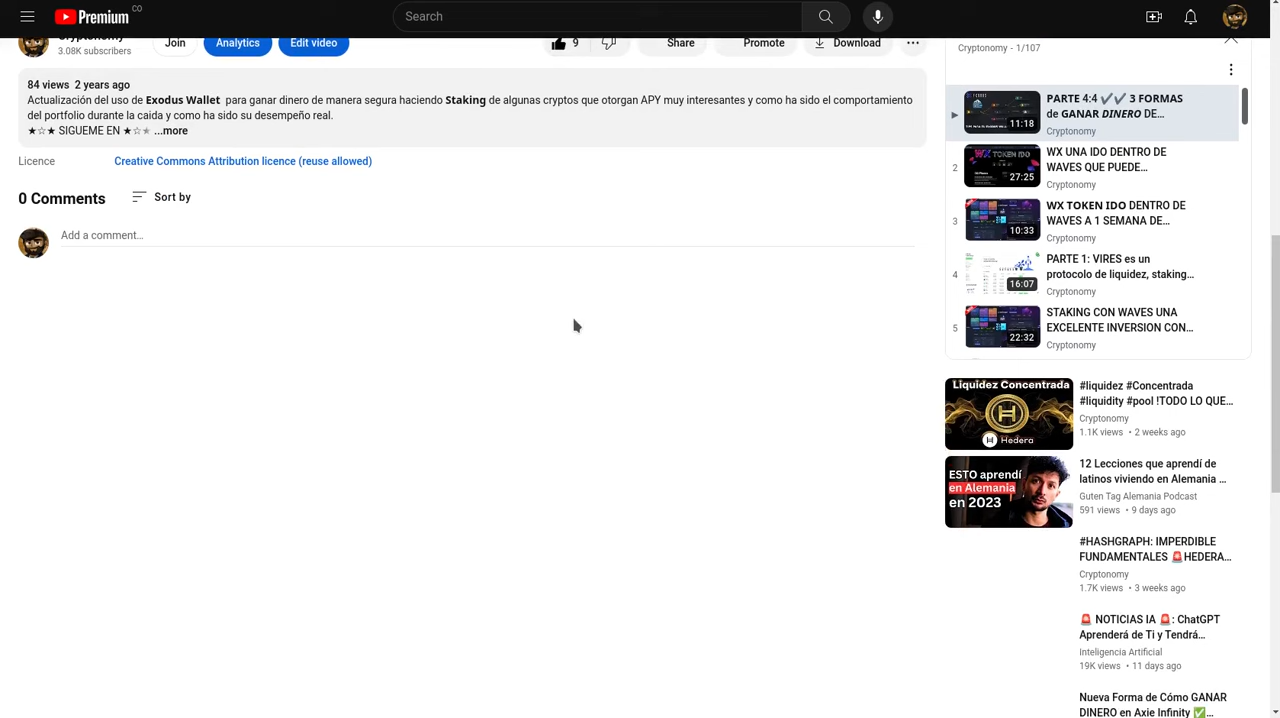 Premium CO
Search
Cryptonomy
3.08K subscribers
Join
Analytics
Edit video
9
Share
Promote
Download
84 views 2 years ago
Actualización del uso de Exodus Wallet para ganar dinero de manera segura haciendo Staking de algunas cryptos que otorgan APY muy interesantes y como ha sido el comportamiento
del portfolio durante la caida y como ha sido su desempeño real.
★☆★ SIGUEME EN ★☆★ ...more
Licence
Creative Commons Attribution licence (reuse allowed)
0 Comments
Sort by
Add a comment...
Cryptonomy - 1/107
PARTE 4:4 ✔✔ 3 FORMAS
de GANAR DINERO DE...
Cryptonomy
11:18
2
WX UNA IDO DENTRO DE
WAVES QUE PUEDE...
Cryptonomy
WX TOKEN IDO
27:25
3
WX TOKEN IDO DENTRO DE
WAVES A 1 SEMANA DE...
Cryptonomy
10:33
4
PARTE 1: VIRES es un
protocolo de liquidez, staking...
Cryptonomy
16:07
5
STAKING CON WAVES UNA
EXCELENTE INVERSION CON...
Cryptonomy
22:32
Liquidez Concentrada
Hedera
#liquidez #Concentrada
#liquidity #pool !TODO LO QUE...
Cryptonomy
1.1K views • 2 weeks ago
ESTO aprendí
en Alemania
en 2023
12 Lecciones que aprendí de
latinos viviendo en Alemania ...
Guten Tag Alemania Podcast
591 views • 9 days ago
#HASHGRAPH: IMPERDIBLE
FUNDAMENTALES 🚨HEDERA...
Cryptonomy
1.7K views • 3 weeks ago
🚨 NOTICIAS IA 🚨: ChatGPT
Aprenderá de Ti y Tendrá...
Inteligencia Artificial
19K views • 11 days ago
Nueva Forma de Cómo GANAR
DINERO en Axie Infinity ✅...